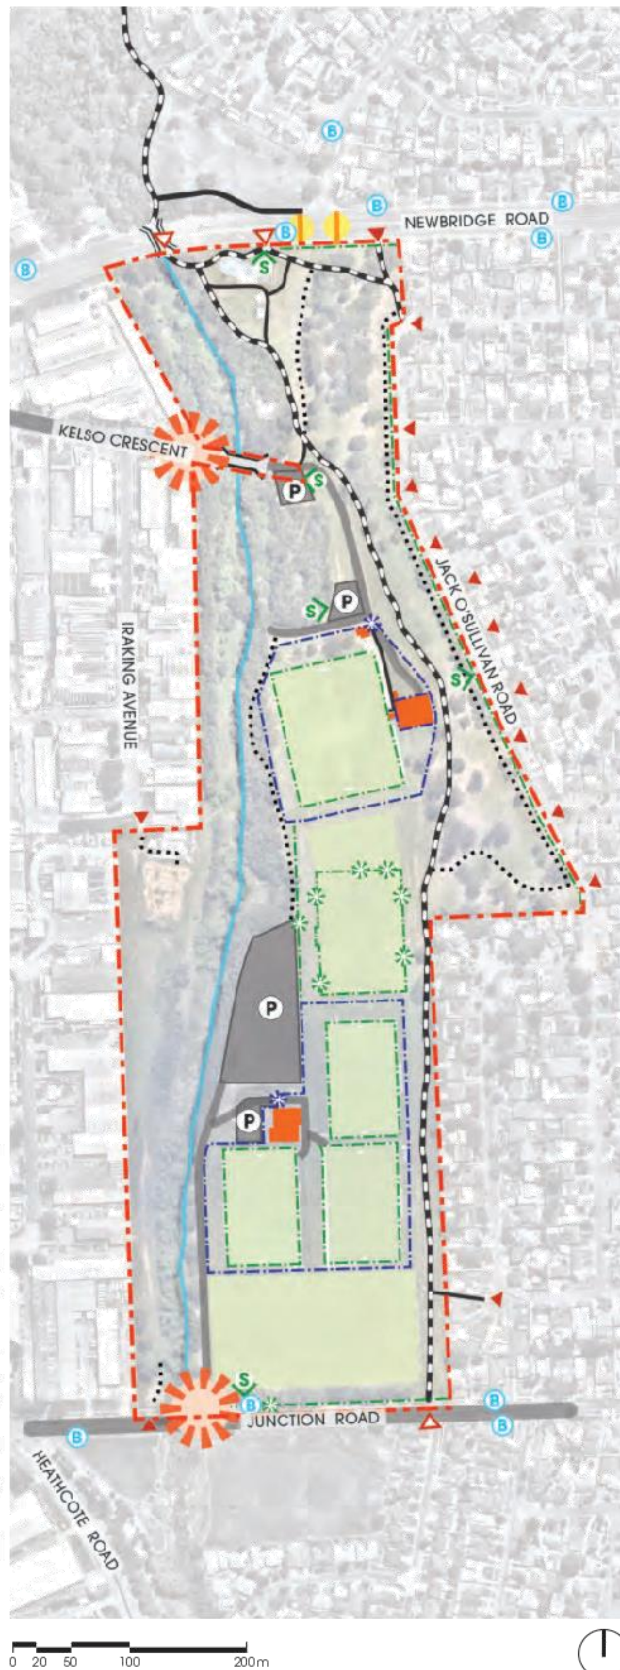 B
B
B
NEWBRIDGE ROAD
B
B
B
S
KELSO CRESCENT
P
S
JACK O'SULLIVAN ROAD
P
S
IRAKING AVENUE
S
P
P
S
B
B
JUNCTION ROAD
B
B
HEATHCOTE ROAD
0 20 50 100 200m